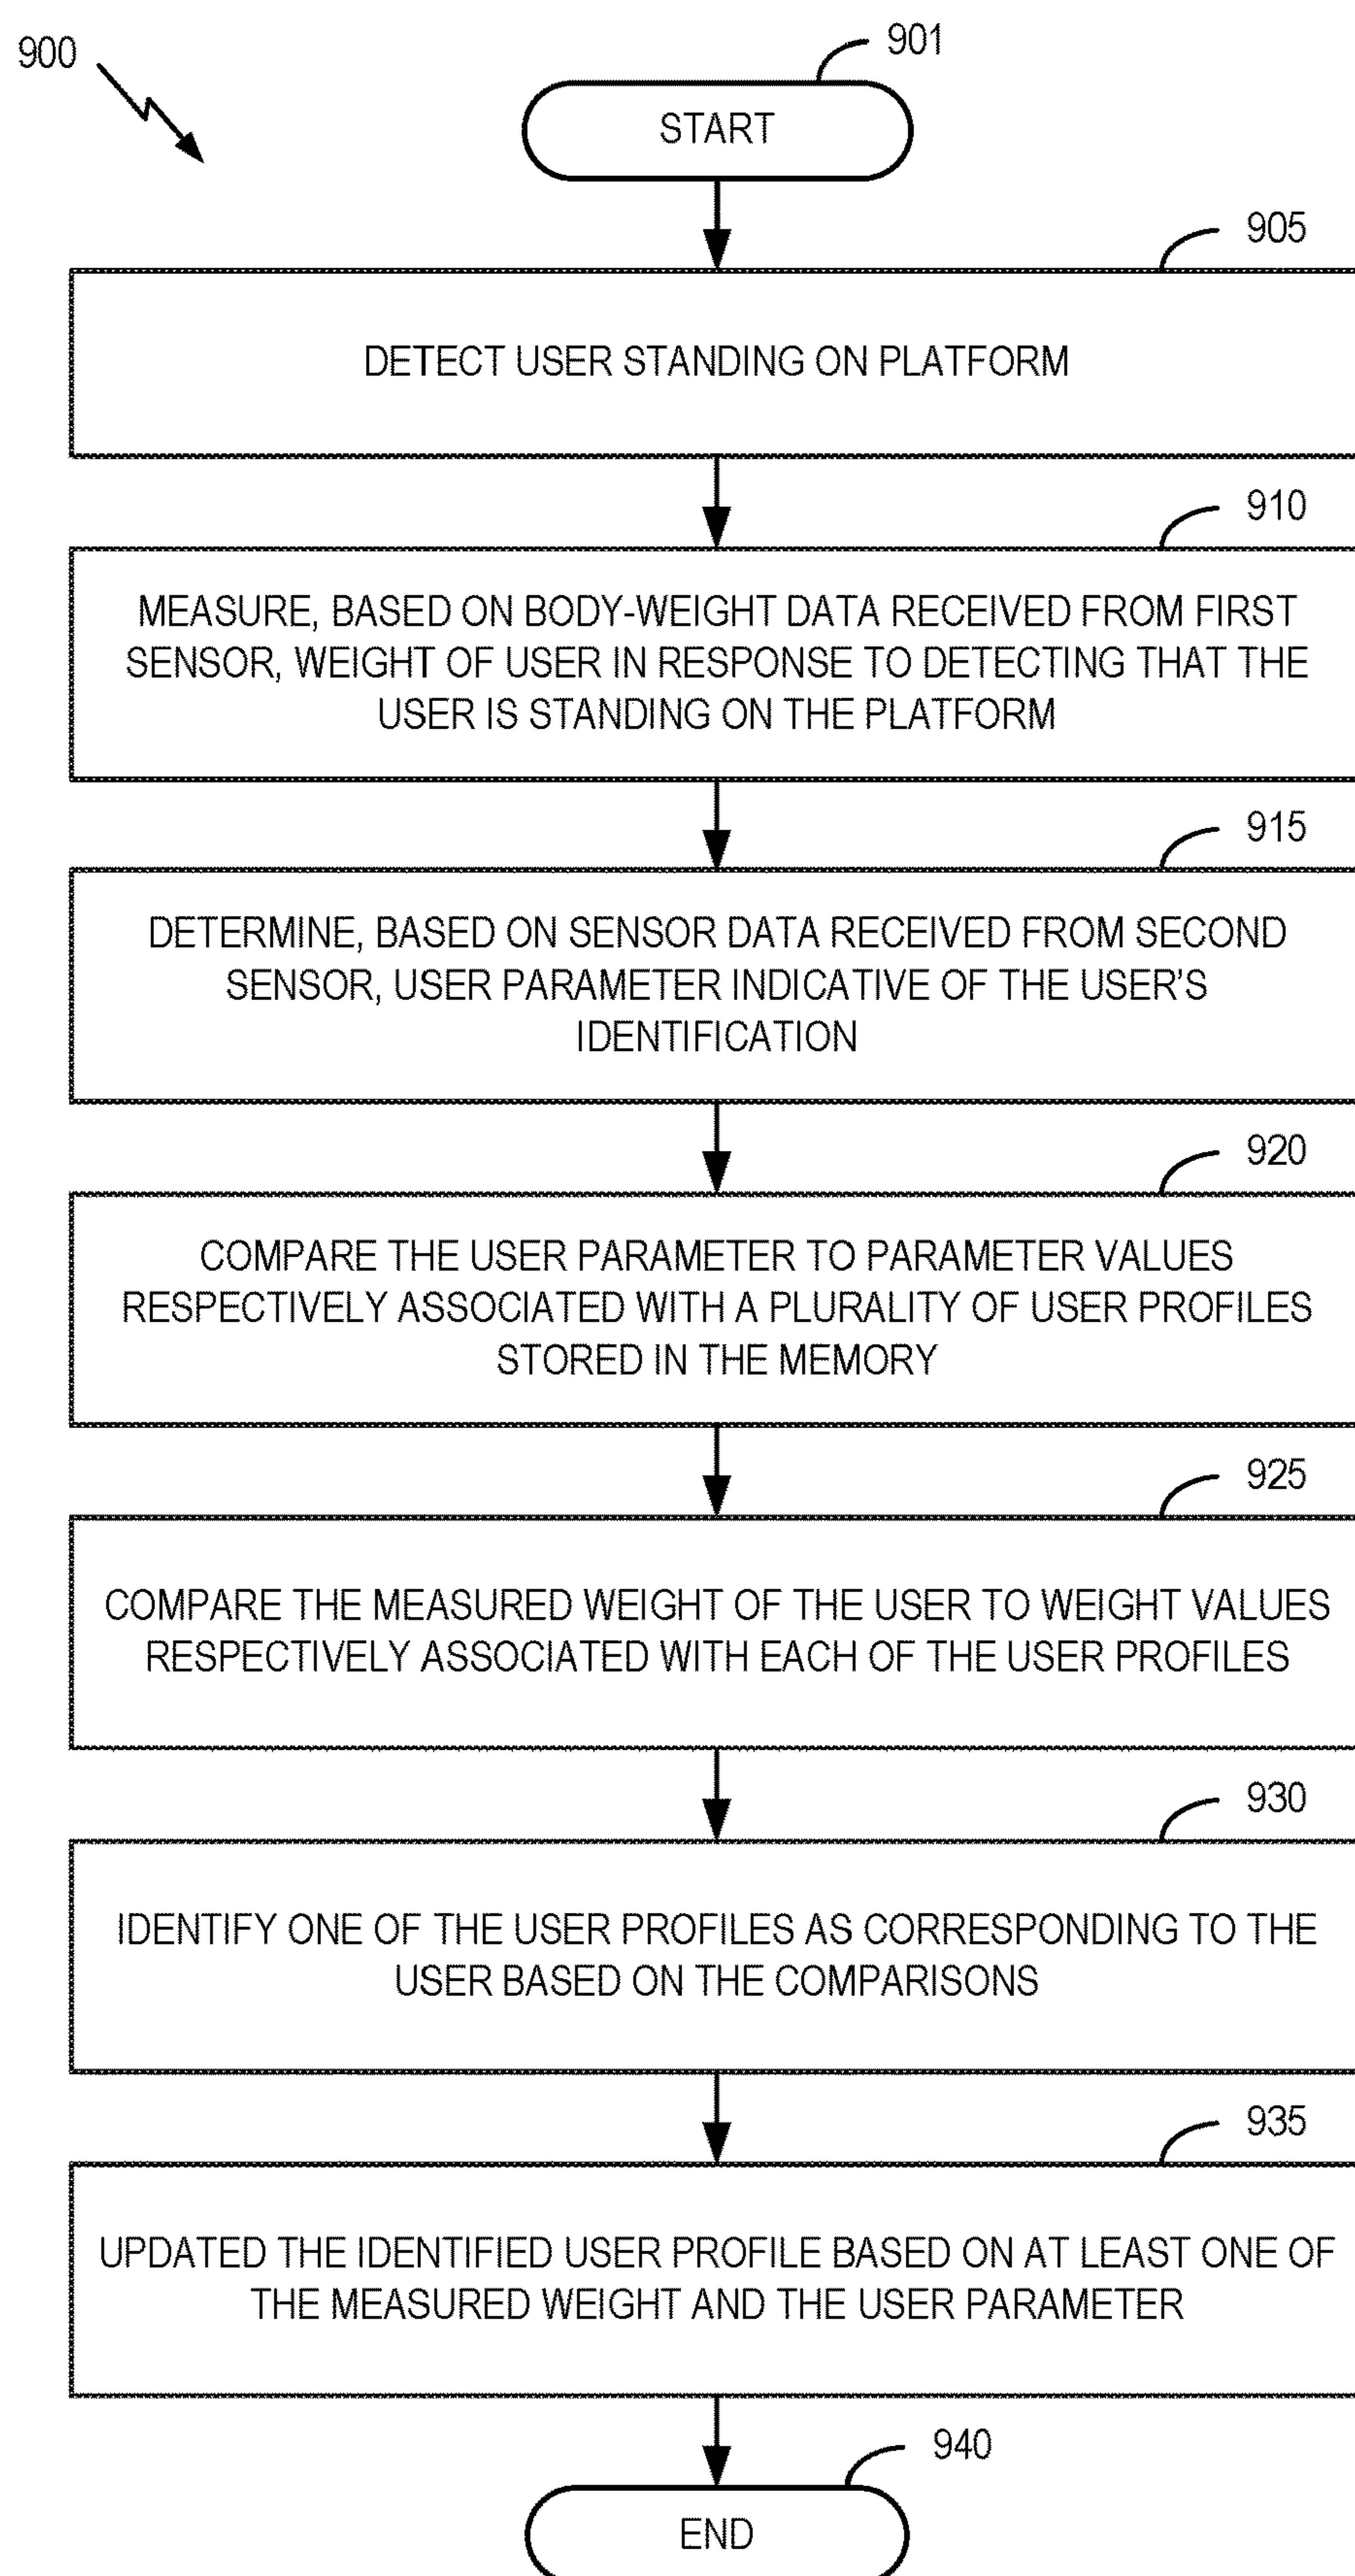 900
901
START
905
DETECT USER STANDING ON PLATFORM
910
MEASURE, BASED ON BODY-WEIGHT DATA RECEIVED FROM FIRST
SENSOR, WEIGHT OF USER IN RESPONSE TO DETECTING THAT THE
USER IS STANDING ON THE PLATFORM
915
DETERMINE, BASED ON SENSOR DATA RECEIVED FROM SECOND
SENSOR, USER PARAMETER INDICATIVE OF THE USER'S
IDENTIFICATION
920
COMPARE THE USER PARAMETER TO PARAMETER VALUES
RESPECTIVELY ASSOCIATED WITH A PLURALITY OF USER PROFILES
STORED IN THE MEMORY
925
COMPARE THE MEASURED WEIGHT OF THE USER TO WEIGHT VALUES
RESPECTIVELY ASSOCIATED WITH EACH OF THE USER PROFILES
930
IDENTIFY ONE OF THE USER PROFILES AS CORRESPONDING TO THE
USER BASED ON THE COMPARISONS
935
UPDATED THE IDENTIFIED USER PROFILE BASED ON AT LEAST ONE OF
THE MEASURED WEIGHT AND THE USER PARAMETER
940
END